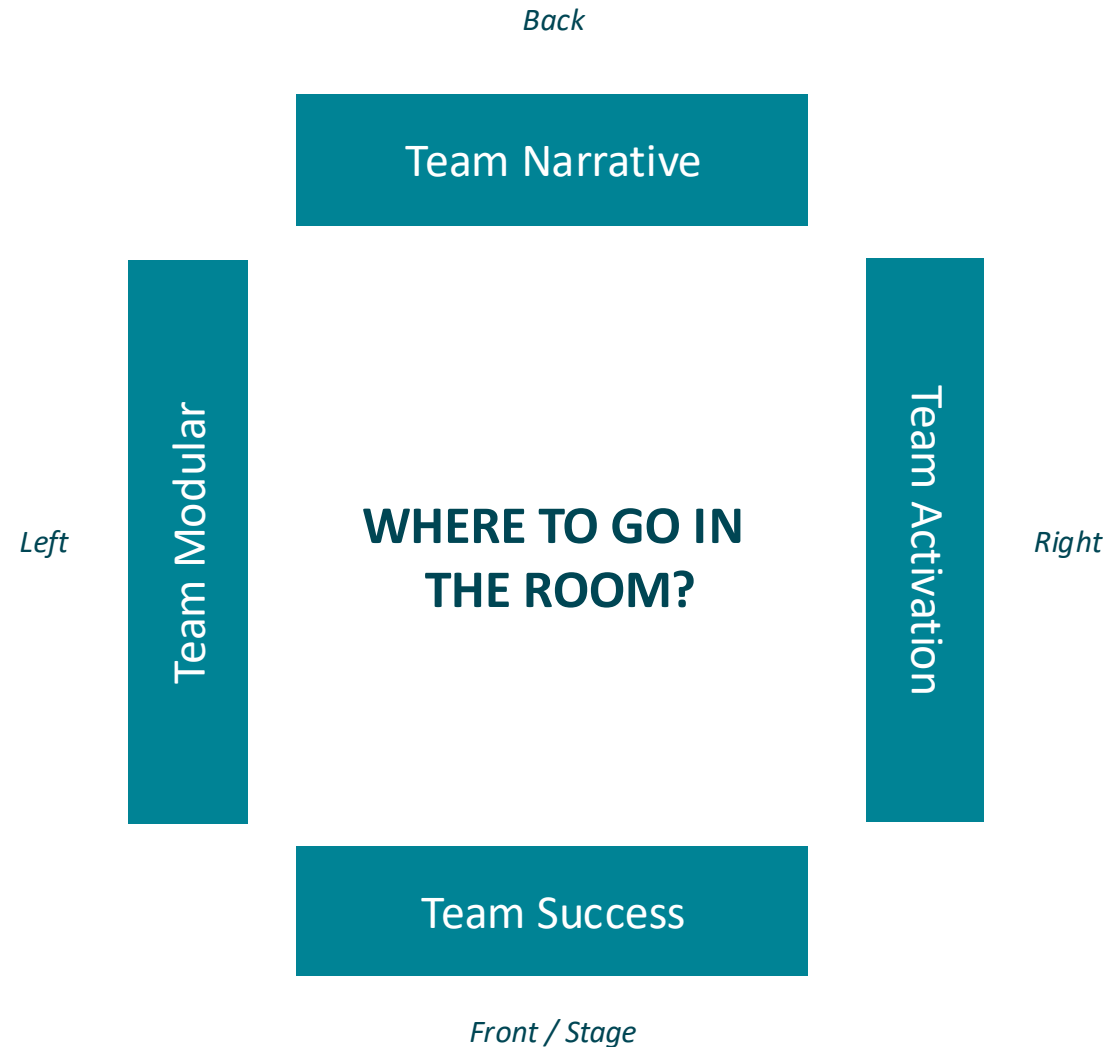 Back
Team Narrative
Left
Team Modular
WHERE TO GO IN
THE ROOM?
Team Activation
Right
Team Success
Front / Stage